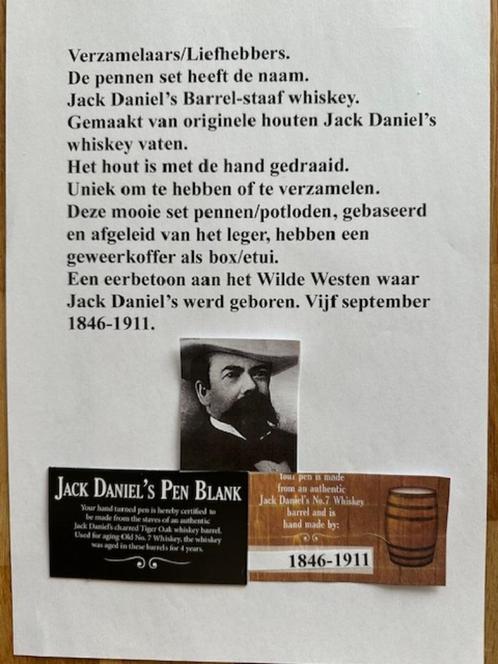 Verzamelaars/Liefhebbers.
De pennen set heeft de naam.
Jack Daniel's Barrel-staaf whiskey.
Gemaakt van originele houten Jack Daniel's
whiskey vaten.
Het hout is met de hand gedraaid.
Uniek om te hebben of te verzamelen.
Deze mooie set pennen/potloden, gebaseerd
en afgeleid van het leger, hebben een
geweerkoffer als box/etui.
Een eerbetoon aan het Wilde Westen waar
Jack Daniel's werd geboren. Vijf september
1846-1911.
JACK DANIEL'S PEN BLANK
Your hand turned pen is hereby certified to
be made from the staves of an authentic
Jack Daniel's charred Tiger Oak whiskey barrel.
Used for aging Old No. 7 Whiskey, the whiskey
was aged in these barrels for 4 years.
Your pen is made
from an authentic
Jack Daniel's No.7 Whiskey
barrel and is
hand made by:
1846-1911